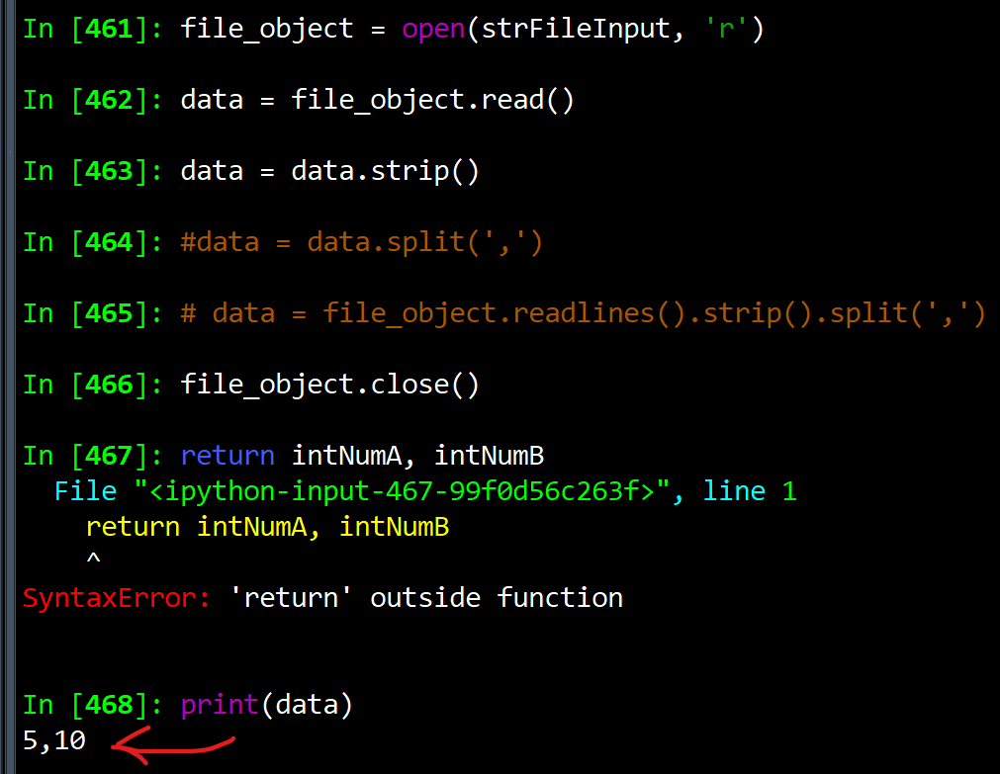 In [461]: file_object = open(strFileInput, 'r')
In [462]: data = file_object.read()
In [463]: data = data.strip()
In [464]: #data = data.split(',')
In [465]: # data = file_object.readlines().strip().split(',')
In [466]: file_object.close()
In [467]: return intNumA, intNumB
  File "<ipython-input-467-99f0d56c263f>", line 1
    return intNumA, intNumB
    ^
SyntaxError: 'return' outside function
In [468]: print(data)
5,10